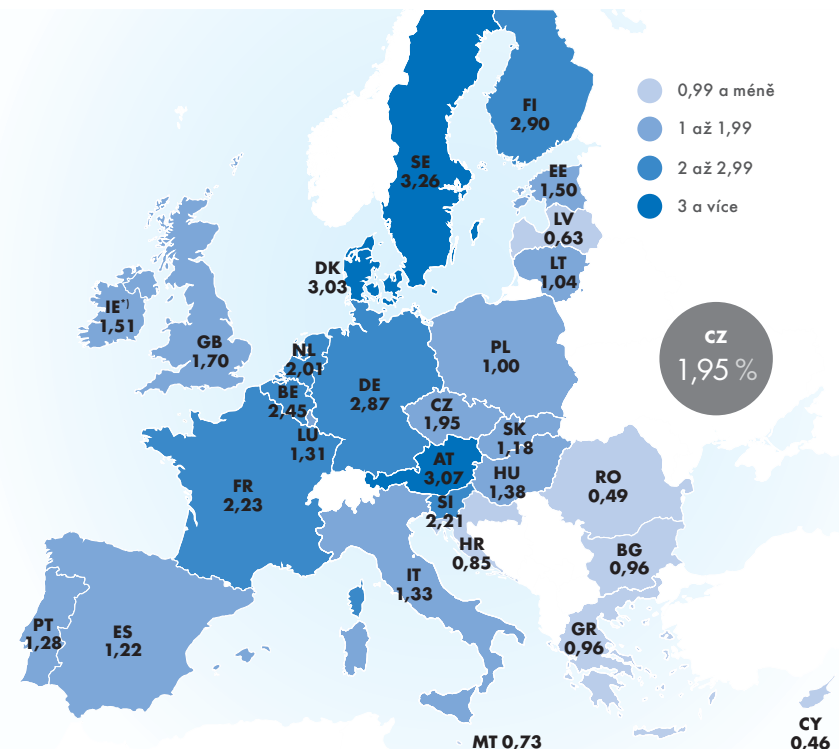 0,99 a méně
1 až 1,99
2 až 2,99
3 a více
FI
2,90
SE
3,26
EE
1,50
LV
0,63
LT
1,04
DK
3,03
IE*)
1,51
GB
1,70
NL
2,01
BE
2,45
LU
1,31
DE
2,87
PL
1,00
CZ
1,95 %
CZ
1,95
SK
1,18
AT
3,07
HU
1,38
SI
2,21
HR
0,85
RO
0,49
BG
0,96
FR
2,23
IT
1,33
PT
1,28
ES
1,22
GR
0,96
MT 0,73
CY
0,46